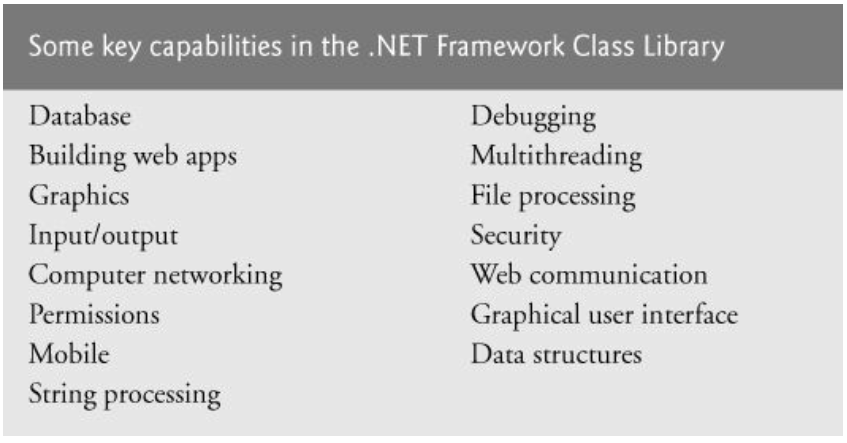 Some key capabilities in the .NET Framework Class Library
Database
Building web apps
Graphics
Input/output
Computer networking
Permissions
Mobile
String processing
Debugging
Multithreading
File processing
Security
Web communication
Graphical user interface
Data structures